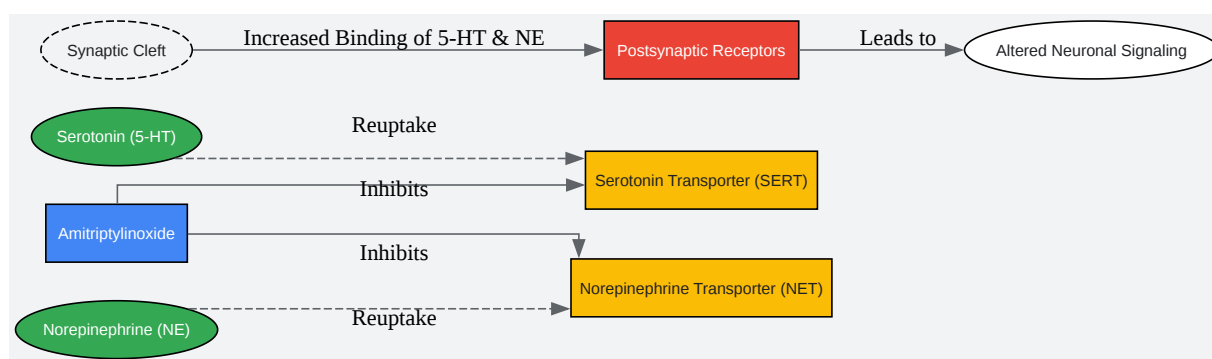 Synaptic Cleft
Increased Binding of 5-HT & NE
Postsynaptic Receptors
Leads to
Altered Neuronal Signaling
Serotonin (5-HT)
Reuptake
Serotonin Transporter (SERT)
Inhibits
Amitriptylinoxide
Inhibits
Norepinephrine Transporter (NET)
Norepinephrine (NE)
Reuptake